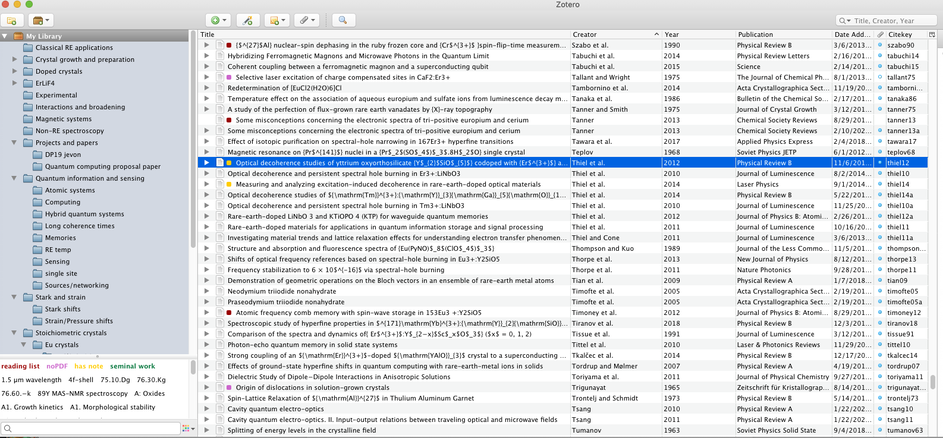 Zotero
Title, Creator, Year
My Library
Classical RE applications
Crystal growth and preparation
Doped crystals
ErLiF4
Experimental
Interactions and broadening
Magnetic systems
Non-RE spectroscopy
Projects and papers
DP19 jevon
Quantum computing proposal paper
Quantum information and sensing
Atomic systems
Computing
Hybrid quantum systems
Long coherence times
Memories
RE temp
Sensing
single site
Sources/networking
Stark and strain
Stark shifts
Strain/Pressure shifts
Stoichiometric crystals
Eu crystals
reading list noPDF has note seminal work
1.5 µm wavelength 4f-shell 75.10.Dg 76.30.Kg
76.60.-k 89Y MAS-NMR spectroscopy A: Oxides
A1. Growth kinetics A1. Morphological stability
Title Creator Year Publication Date Add... Citekey
($^{27}$Al) nuclear-spin dephasing in the ruby frozen core and (Cr$^{3+}$ )spin-flip-time measurem... Szabo et al. 1990 Physical Review B 3/6/2013... szabo90
Hybridizing Ferromagnetic Magnons and Microwave Photons in the Quantum Limit Tabuchi et al. 2014 Physical Review Letters 2/16/201... tabuchi14
Coherent coupling between a ferromagnetic magnon and a superconducting qubit Tabuchi et al. 2015 Science 2/14/201... tabuchi15
Selective laser excitation of charge compensated sites in CaF2:Er3+ Tallant and Wright 1975 The Journal of Chemical Ph... 1/13/201... tallant75
Redetermination of [EuCl2(H2O)6]Cl Tambornino et al. 2014 Acta Crystallographica Sect... 9/16/201... tamborni...
Temperature effect on the association of aqueous europium and sulfate ions from luminescence decay m... Tanaka et al. 1986 Bulletin of the Chemical So... 2/17/201... tanaka86
A study of the perfection of flux-grown rare earth vanadates by (X)-ray topography Tanner and Smith 1975 Journal of Crystal Growth 3/12/201... tanner75
Some misconceptions concerning the electronic spectra of tri-positive europium and cerium Tanner 2013 Chemical Society Reviews 3/10/201... tanner13
Some misconceptions concerning the electronic spectra of tri-positive europium and cerium Tanner 2013 Chemical Society Reviews 2/10/201... tanner13a
Effect of isotopic purification on spectral-hole narrowing in 167Er3+ hyperfine transitions Tawara et al. 2017 Applied Physics Express 2/4/2018... tawara17
Magnetic resonance on (Pr$^{141}$) nuclei in a (Pr$_2$(SO$_4$)$_3$.8H$_2$O) single crystal Teplov 1968 Soviet Physics JETP 6/1/2012... teplov68
Optical decoherence studies of yttrium oxyorthosilicate (Y$_{2}$SiO$_{5}$) codoped with (Er$^{3+}$) a... Thiel et al. 2012 Physical Review B 11/6/201... thiel12
Optical decoherence and persistent spectral hole burning in Er3+:LiNbO3 Thiel et al. 2010 Journal of Luminescence 8/2/2014... thiel10
Measuring and analyzing excitation-induced decoherence in rare-earth-doped optical materials Thiel et al. 2014 Laser Physics 9/1/2014... thiel14
Optical decoherence studies of $(\mathrm{Tm})^{3+}:(\mathrm{Y})_{3}(\mathrm{Ga})_{5}(\mathrm{O})_{1... Thiel et al. 2014 Physical Review B 5/22/201... thiel14a
Optical decoherence and persistent spectral hole burning in Tm3+:LiNbO3 Thiel et al. 2010 Journal of Luminescence 11/25/20... thiel10a
Rare-earth-doped LiNbO 3 and KTiOPO 4 (KTP) for waveguide quantum memories Thiel et al. 2012 Journal of Physics B: Atomi... 2/26/201... thiel12a
Rare-earth-doped materials for applications in quantum information storage and signal processing Thiel et al. 2011 Journal of Luminescence 10/16/20... thiel11
Investigating material trends and lattice relaxation effects for understanding electron transfer phenomen... Thiel and Cone 2011 Journal of Luminescence 3/6/2013... thiel11a
Structure and absorption and fluorescence spectra of [Eu(PyNO)$_8$(ClO$_4$)$_3$) Thompson and Kuo 1989 Journal of the Less Commo... 11/5/201... thompson...
Shifts of optical frequency references based on spectral-hole burning in Eu3+:Y2SiO5 Thorpe et al. 2013 New Journal of Physics 8/12/201... thorpe13
Frequency stabilization to 6 × 10$^{-16}$ via spectral-hole burning Thorpe et al. 2011 Nature Photonics 9/28/201... thorpe11
Demonstration of geometric operations on the Bloch vectors in an ensemble of rare-earth metal atoms Tian et al. 2009 Physical Review B 1/7/2016... tian09
Neodymium triiodide nonahydrate Timofte et al. 2005 Acta Crystallographica Sect... 9/12/201... timofte05
Praseodymium triiodide nonahydrate Timofte et al. 2005 Acta Crystallographica Sect... 9/12/201... timofte05a
Atomic frequency comb memory with spin-wave storage in 153Eu 3 +:Y2SiO5 Timoney et al. 2012 Journal of Physics B: Atomi... 8/29/201... timoney12
Spectroscopic study of hyperfine properties in $^{171}(\mathrm{Yb})^{3+}:(\mathrm{Y})_{2}(\mathrm{SiO})... Tiranov et al. 2018 Physical Review B 12/3/201... tiranov18
Comparison of the spectra and dynamics of( Er$^{3+}$:Y$_{2-x}$Sc$_x$O$_3$) ($x$ = 0, 1, 2) Tissue et al. 1991 Journal of Luminescence 4/13/201... tissue91
Photon-echo quantum memory in solid state systems Tittel et al. 2010 Laser & Photonics Reviews 11/29/20... tittel10
Strong coupling of an $(\mathrm{Er})^{3+}$-doped $(\mathrm{YAlO})_{3}$ crystal to a superconducting ... Tkalčec et al. 2014 Physical Review B 12/17/20... tkalcec14
Effects of ground-state hyperfine shifts in quantum computing with rare-earth-metal ions in solids Tordrup and Mølmer 2007 Physical Review A 4/10/201... tordrup07
Dielectric Study of Dipole-Dipole Interactions in Anisotropic Solutions Toriyama et al. 2011 Journal of Physical Chemistry 9/27/201... toriyama11
Origin of dislocations in solution-grown crystals Trigunayat 1965 Zeitschrift für Kristallograp... 8/14/201... trigunay...
Spin-Lattice Relaxation of $(\mathrm{Tm})^{27}$ in Thulium Aluminum Garnet Trontelj and Schmidt 1973 Physical Review B 5/14/201... trontelj73
Cavity quantum electro-optics Tsang 2010 Physical Review A 1/22/202... tsang10
Cavity quantum electro-optics. II. Input-output relations between traveling optical and microwave fields Tsang 2011 Physical Review A 1/22/202... tsang11
Splitting of energy levels in the crystalline field Tumanov 1963 Soviet Physics Solid State 9/4/2018... tumanov63